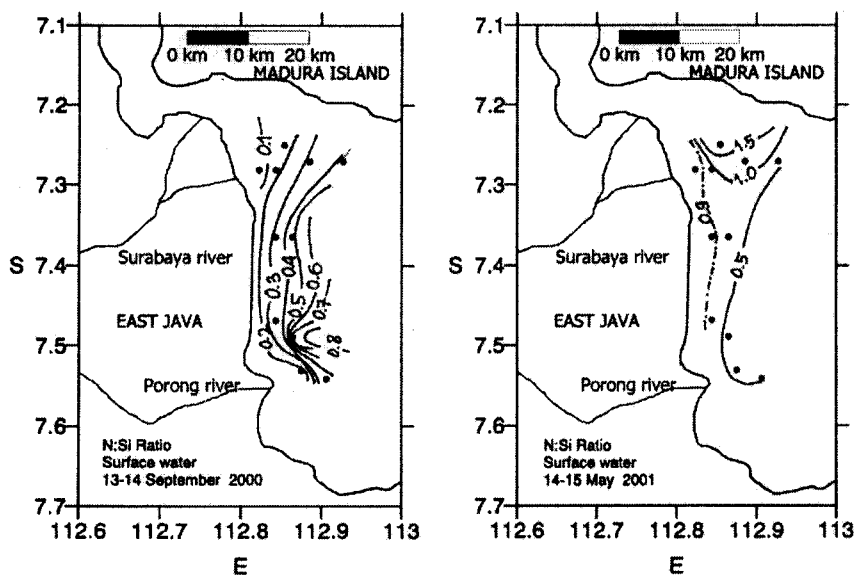 7.1
7.2
7.3
S 7.4
7.5
7.6
7.7
112.6 112.7 112.8 112.9 113
E
0 km 10 km 20 km
MADURA ISLAND
0.1
0.2
0.3
0.4
0.5
0.6
0.7
0.8
Surabaya river
EAST JAVA
Porong river
N:Si Ratio
Surface water
13-14 September 2000
7.1
7.2
7.3
S 7.4
7.5
7.6
7.7
112.6 112.7 112.8 112.9 113
E
0 km 10 km 20 km
MADURA ISLAND
1.5
1.0
0.5
Surabaya river
EAST JAVA
Porong river
N:Si Ratio
Surface water
14-15 May 2001